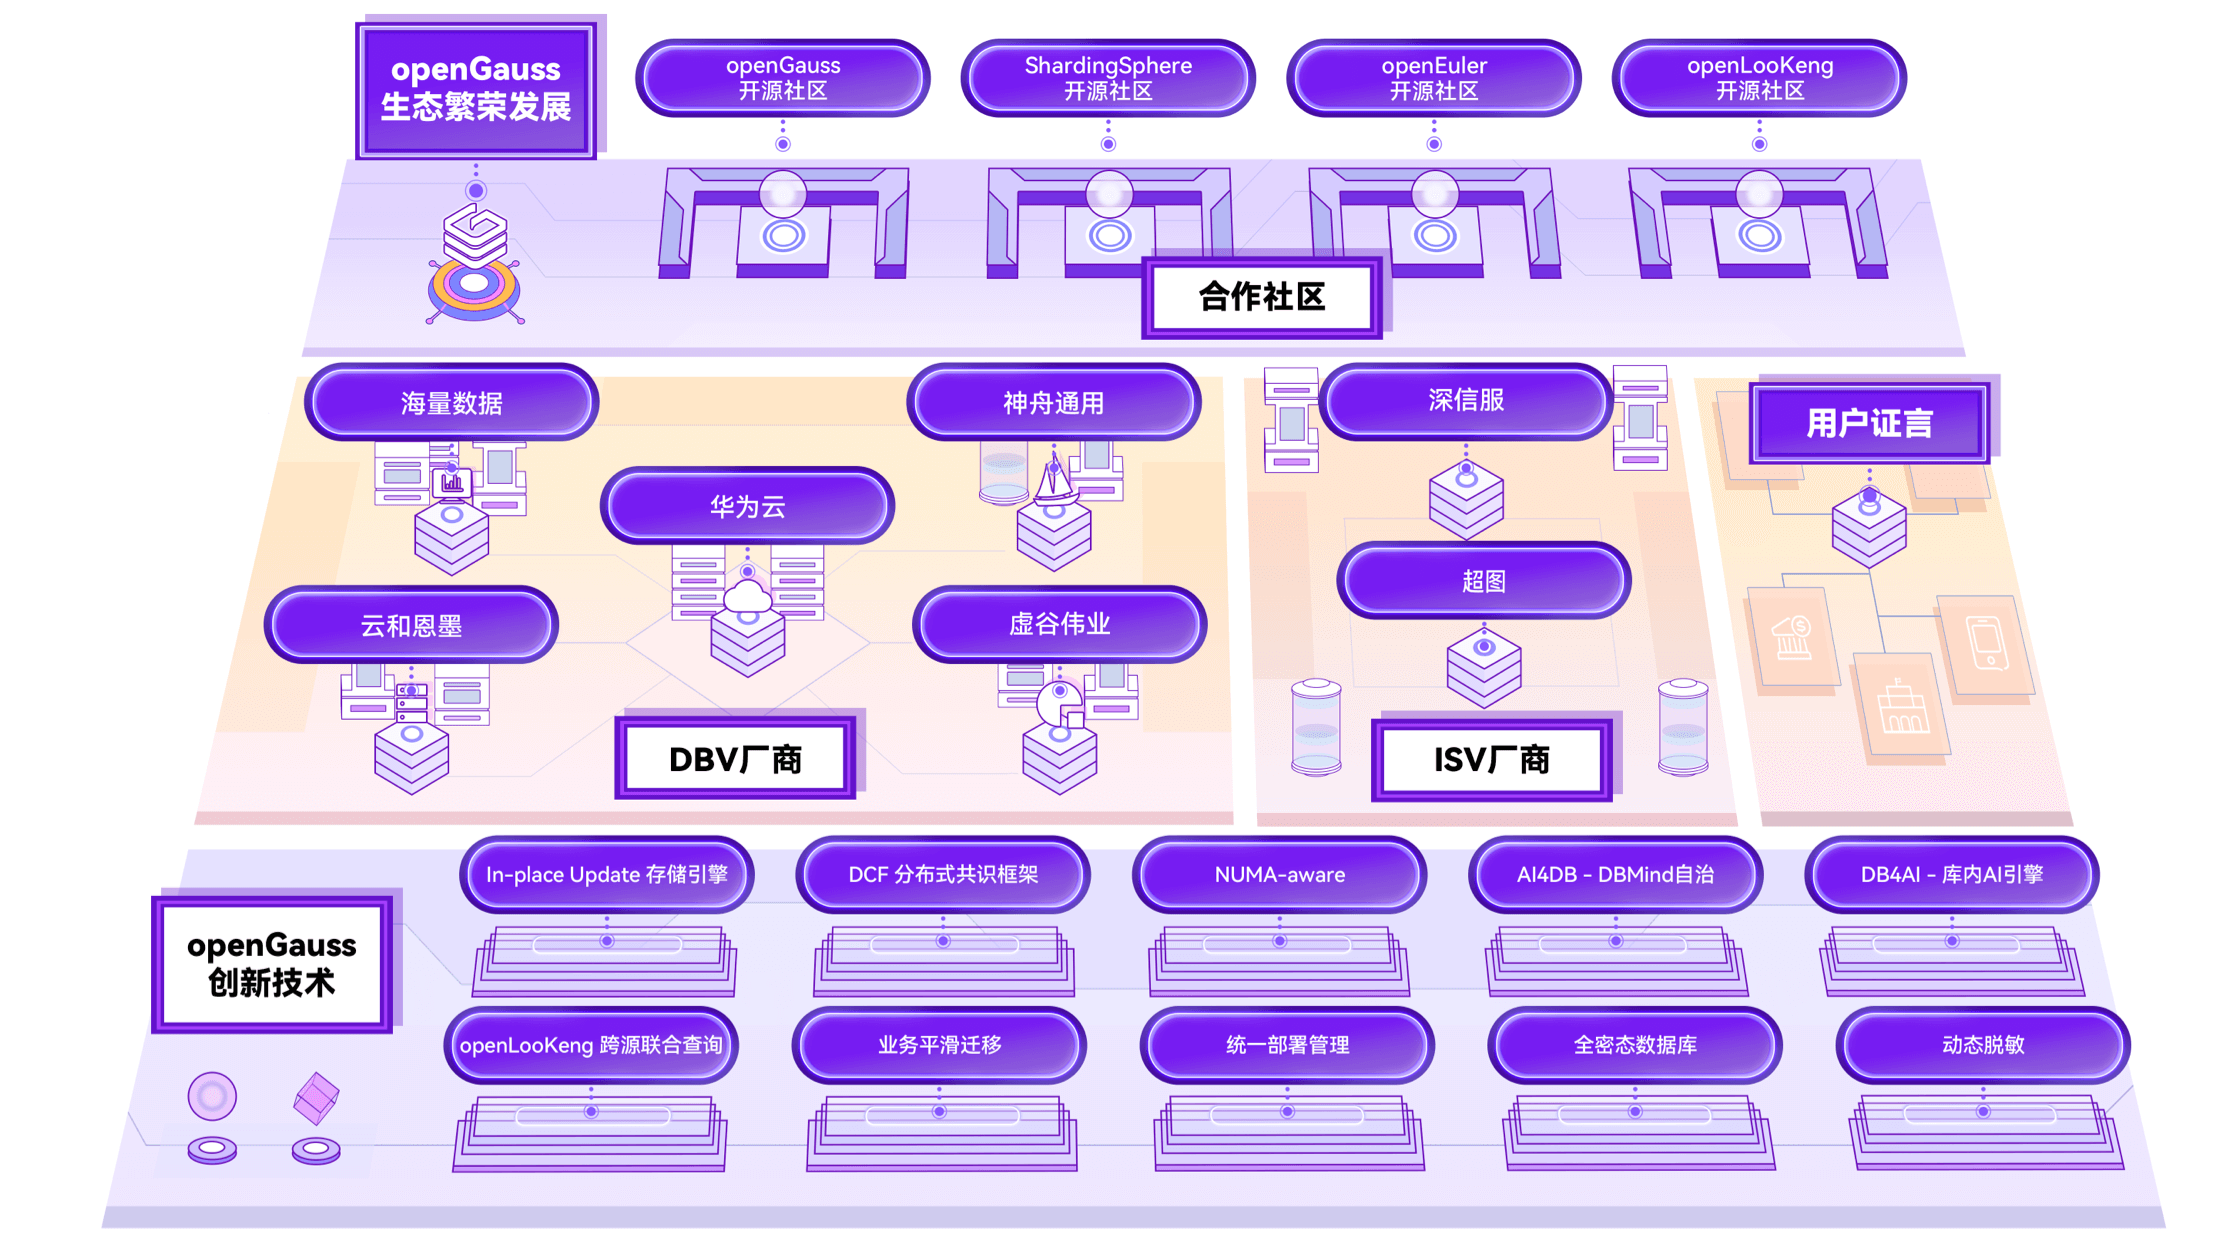 openGauss
生态繁荣发展
openGauss
开源社区
ShardingSphere
开源社区
openEuler
开源社区
openLooKeng
开源社区
合作社区
海量数据
神舟通用
华为云
云和恩墨
虚谷伟业
DBV厂商
深信服
超图
ISV厂商
用户证言
In-place Update 存储引擎
DCF 分布式共识框架
NUMA-aware
AI4DB - DBMind自治
DB4AI - 库内AI引擎
openGauss
创新技术
openLooKeng 跨源联合查询
业务平滑迁移
统一部署管理
全密态数据库
动态脱敏